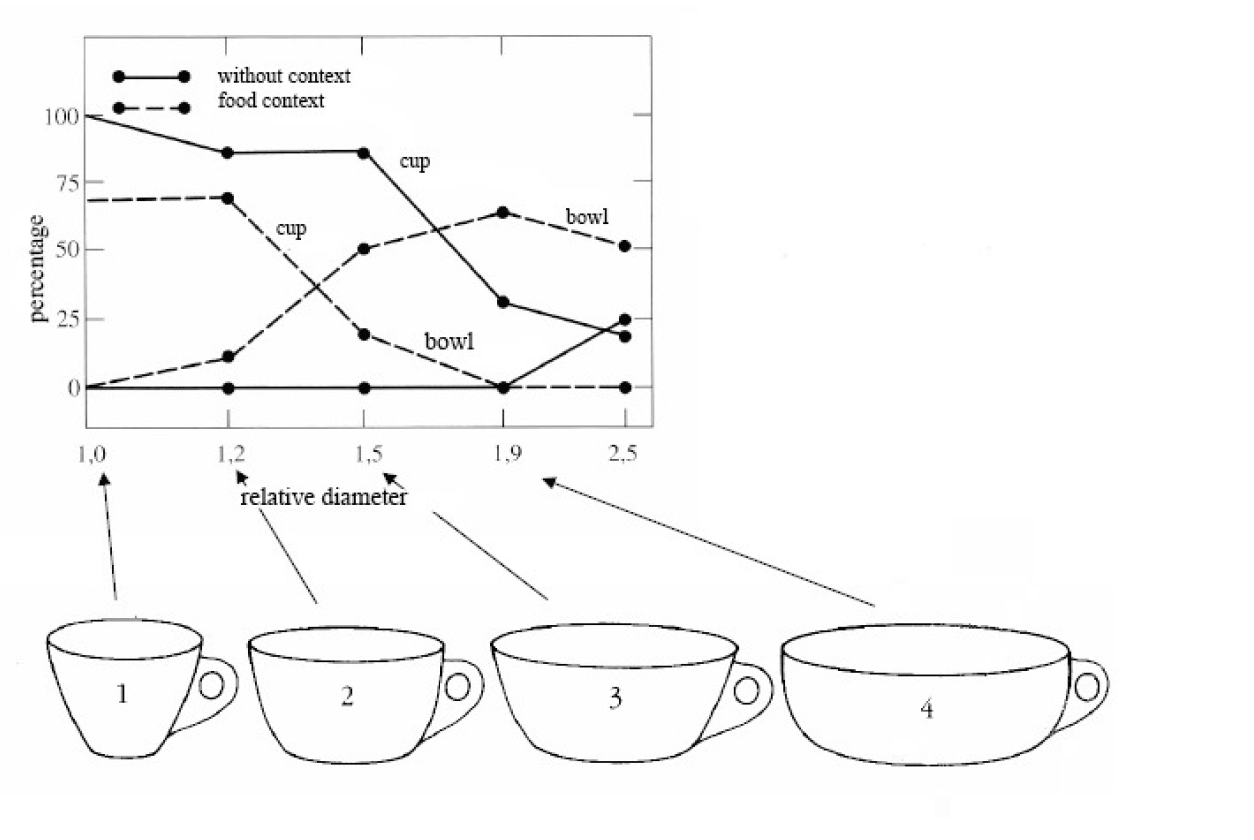 without context
food context
100
75
50
25
0
percentage
cup
cup
bowl
bowl
1,0 1,2 1,5 1,9 2,5
relative diameter
1 2 3 4